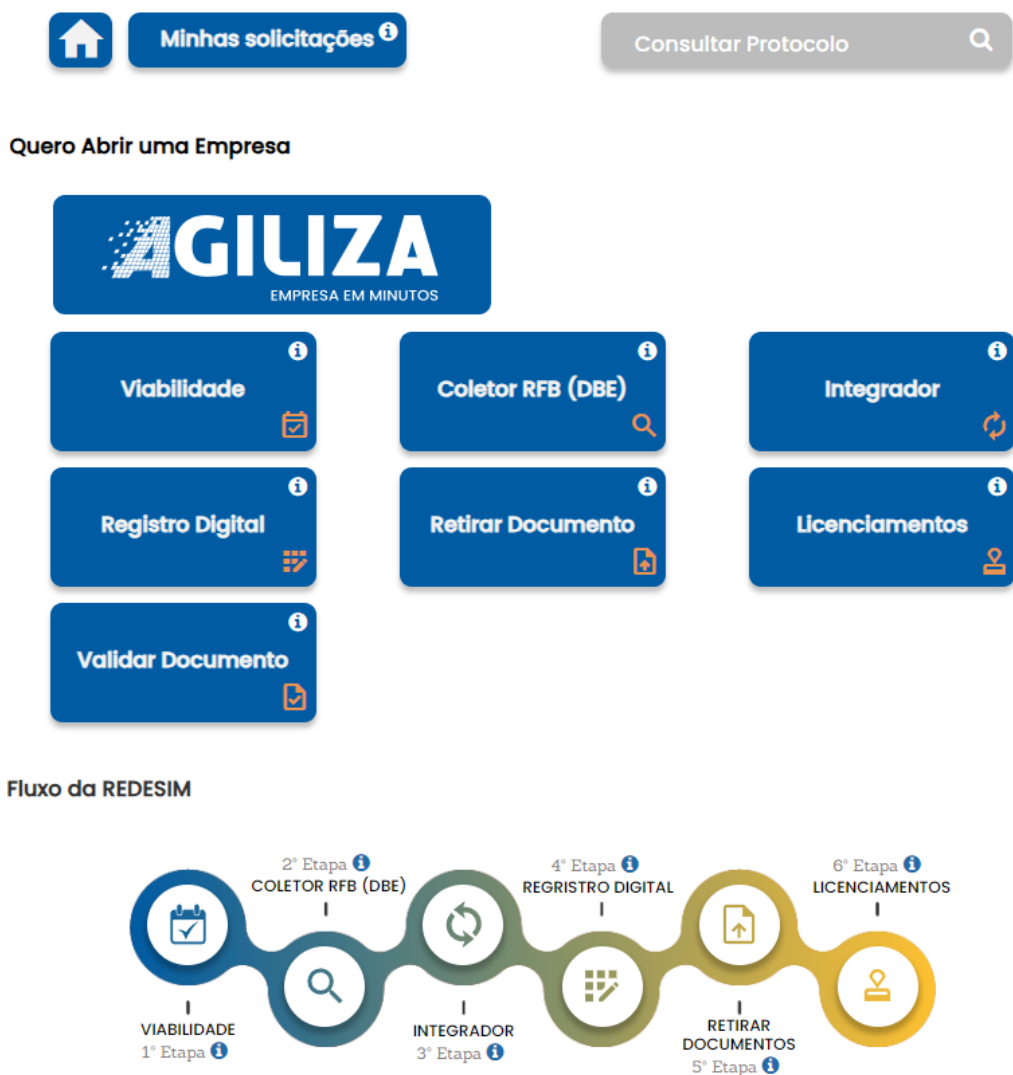 Minhas solicitações
Consultar Protocolo
Quero Abrir uma Empresa
AGILIZA
EMPRESA EM MINUTOS
Viabilidade
Coletor RFB (DBE)
Integrador
Registro Digital
Retirar Documento
Licenciamentos
Validar Documento
Fluxo da REDESIM
2° Etapa
COLETOR RFB (DBE)
4° Etapa
REGRISTRO DIGITAL
6° Etapa
LICENCIAMENTOS
VIABILIDADE
1° Etapa
INTEGRADOR
3° Etapa
RETIRAR
DOCUMENTOS
5° Etapa